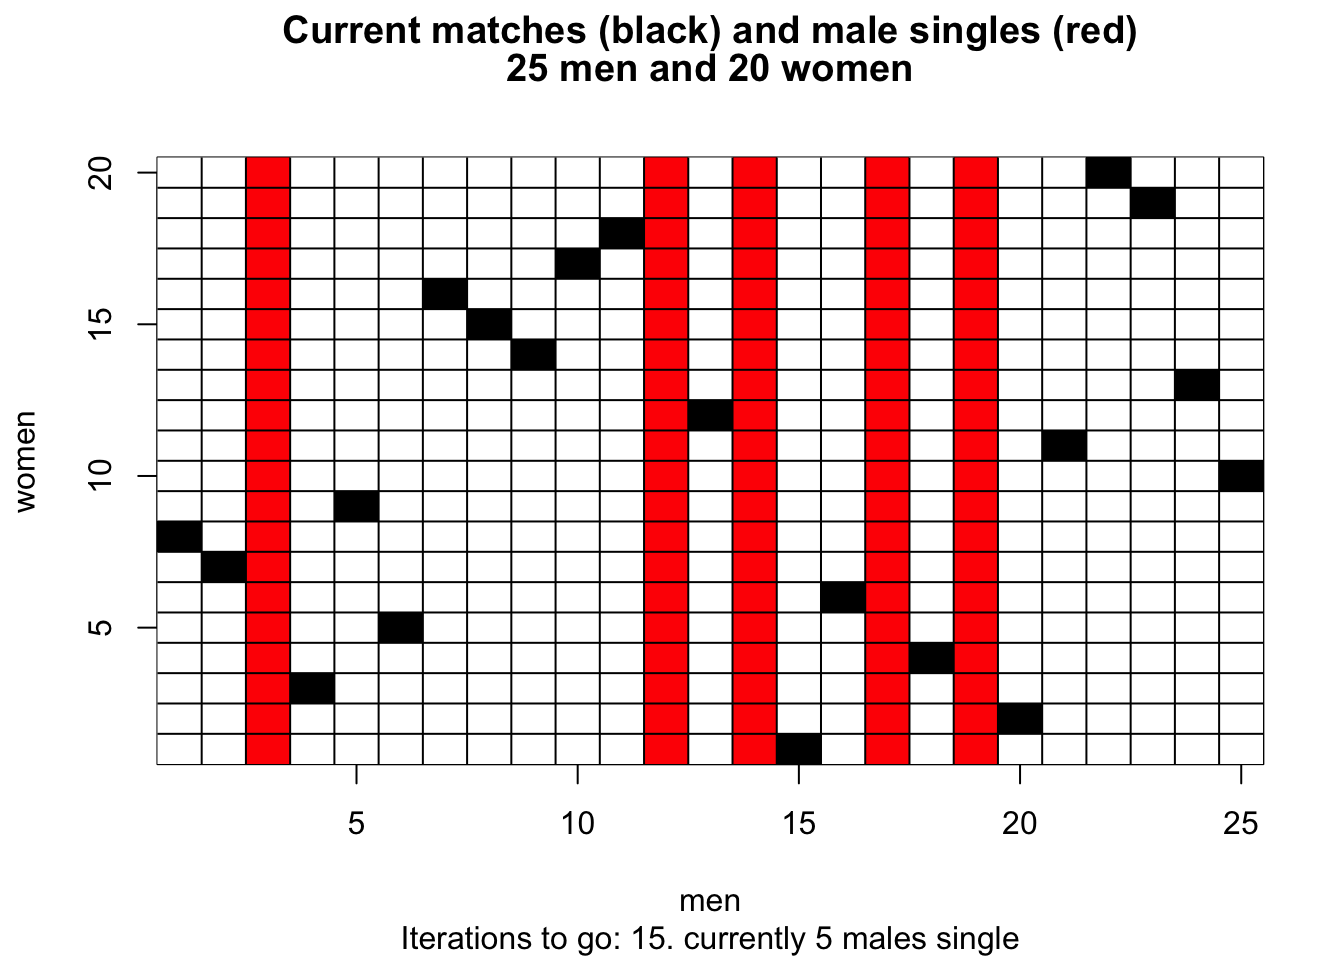 Current matches (black) and male singles (red)
25 men and 20 women
20
15
10
5
women
5 10 15 20 25
men
Iterations to go: 15. currently 5 males single